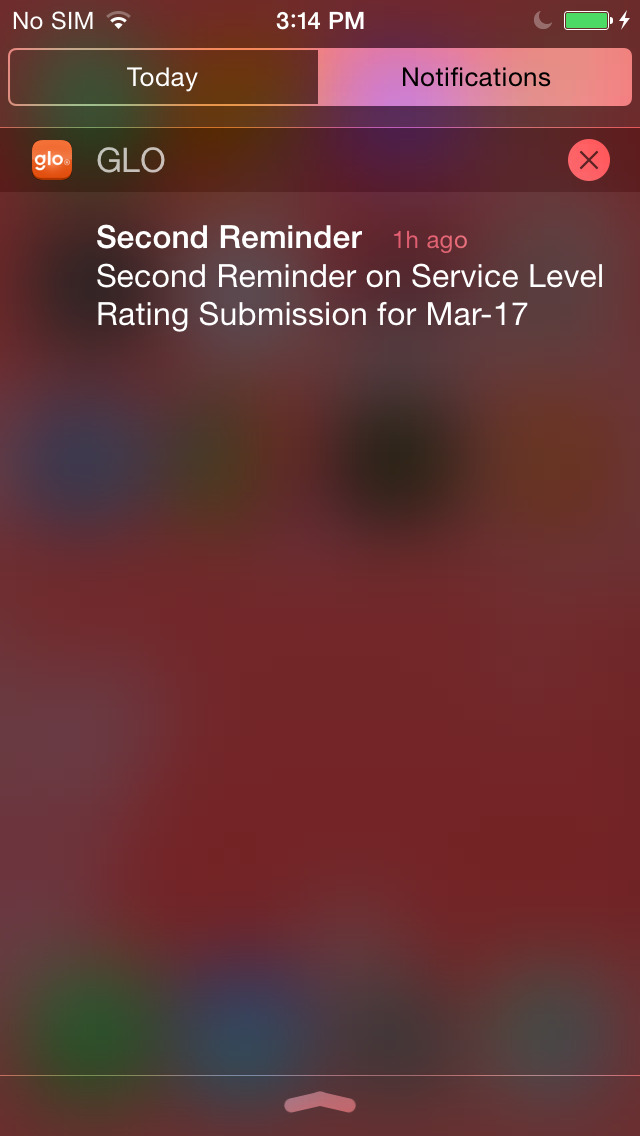 No SIM 3:14 PM
Today Notifications
glo® GLO
Second Reminder 1h ago
Second Reminder on Service Level
Rating Submission for Mar-17